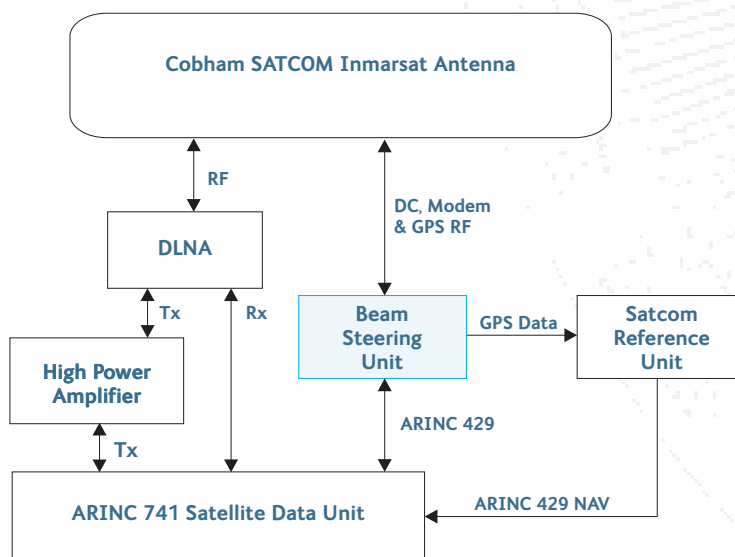 Cobham SATCOM Inmarsat Antenna
RF
DC, Modem
& GPS RF
DLNA
Tx
Rx
Beam
Steering
Unit
GPS Data
Satcom
Reference
Unit
High Power
Amplifier
ARINC 429
Tx
ARINC 741 Satellite Data Unit
ARINC 429 NAV